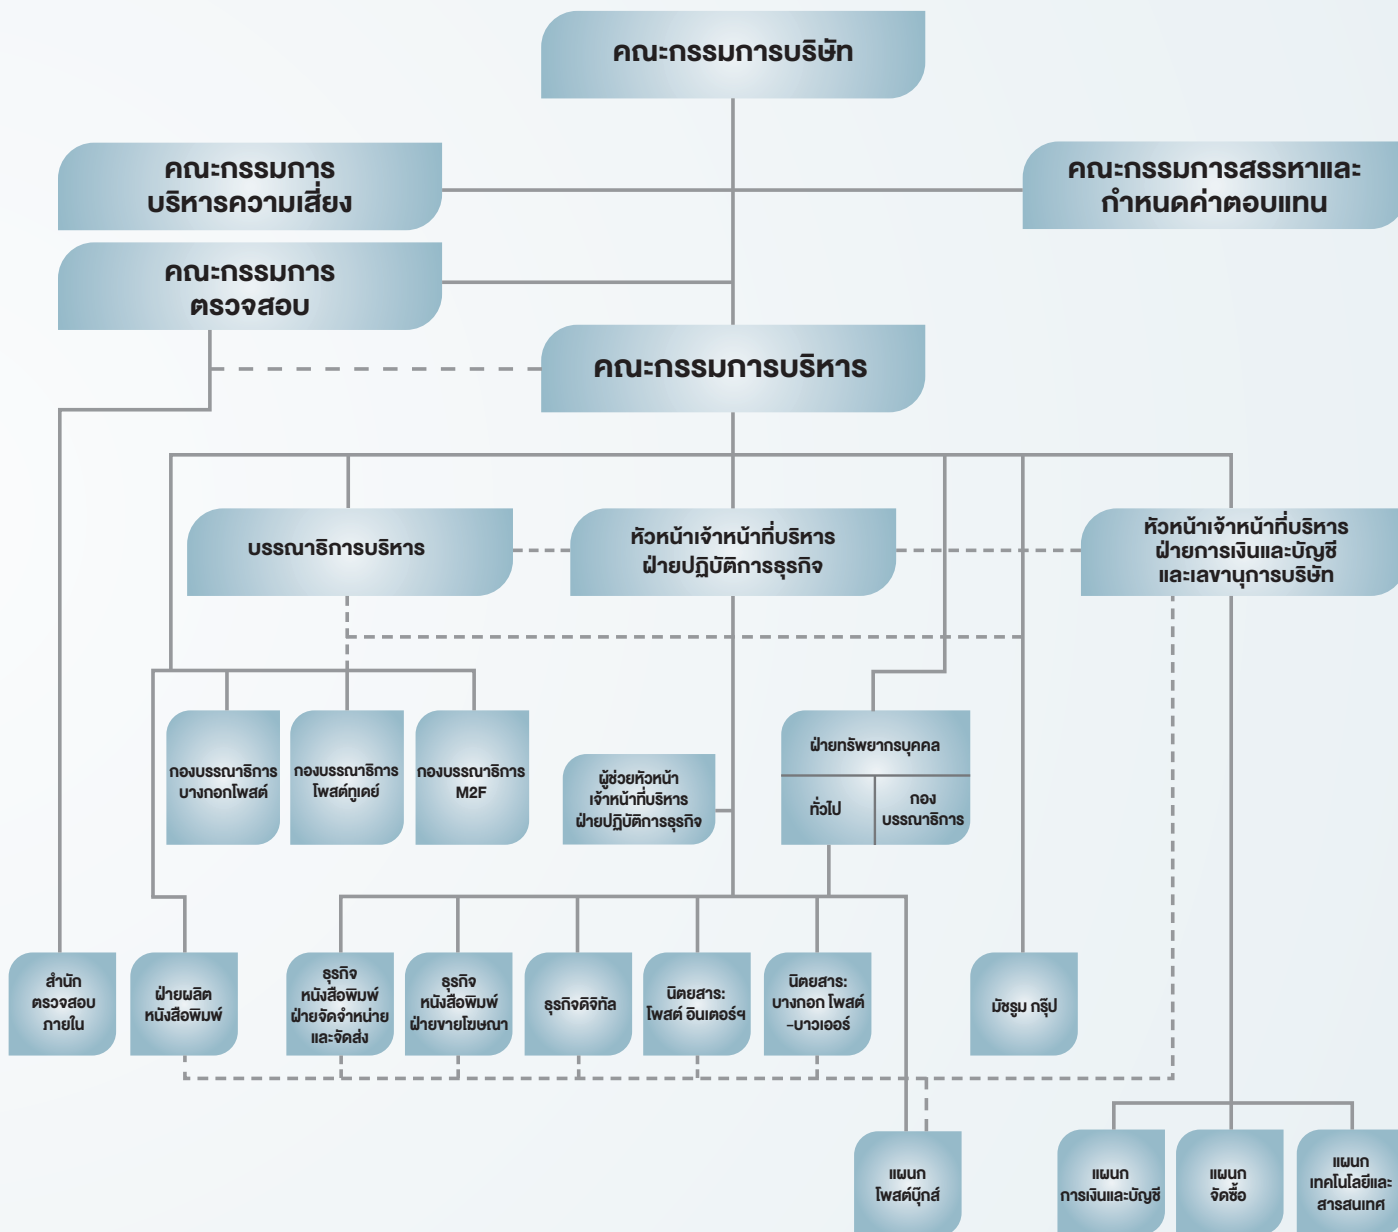 คณะกรรมการบริษัท
คณะกรรมการ
บริหารความเสี่ยง
คณะกรรมการสรรหาและ
กำหนดค่าตอบแทน
คณะกรรมการ
ตรวจสอบ
คณะกรรมการบริหาร
บรรณาธิการบริหาร
หัวหน้าเจ้าหน้าที่บริหาร
ฝ่ายปฏิบัติการธุรกิจ
หัวหน้าเจ้าหน้าที่บริหาร
ฝ่ายการเงินและบัญชี
และเลขานุการบริษัท
กองบรรณาธิการ
บางกอกโพสต์
กองบรรณาธิการ
โพสต์ทูเดย์
กองบรรณาธิการ
M2F
ผู้ช่วยหัวหน้า
เจ้าหน้าที่บริหาร
ฝ่ายปฏิบัติการธุรกิจ
ฝ่ายทรัพยากรบุคคล
ทั่วไป
กอง
บรรณาธิการ
สำนัก
ตรวจสอบ
ภายใน
ฝ่ายผลิต
หนังสือพิมพ์
ธุรกิจ
หนังสือพิมพ์
ฝ่ายจัดจำหน่าย
และจัดส่ง
ธุรกิจ
หนังสือพิมพ์
ฝ่ายขายโฆษณา
ธุรกิจดิจิทัล
นิตยสาร:
โพสต์ อินเตอร์ฯ
นิตยสาร:
บางกอก โพสต์
-บาวเออร์
มัชรูม กรุ๊ป
แผนก
โพสต์บุ๊กส์
แผนก
การเงินและบัญชี
แผนก
จัดซื้อ
แผนก
เทคโนโลยีและ
สารสนเทศ